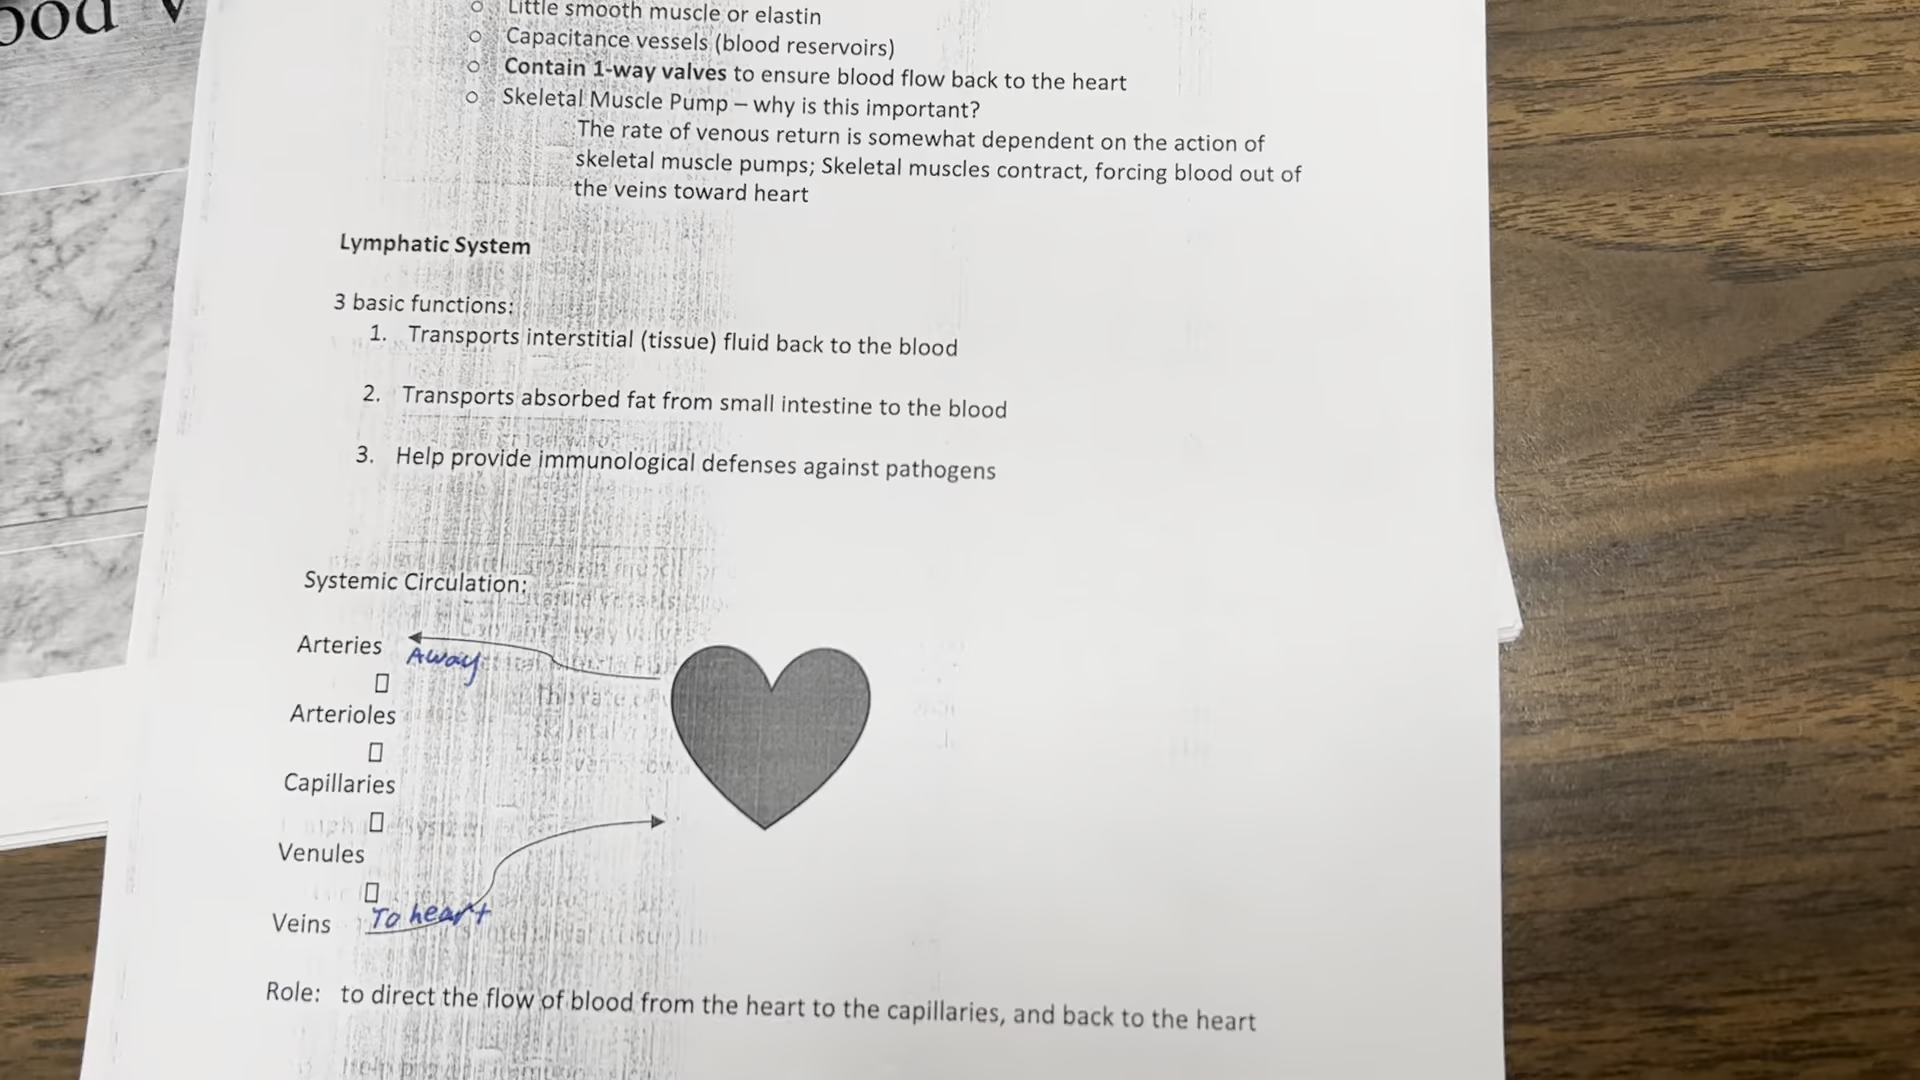 ○ Little smooth muscle or elastin
○ Capacitance vessels (blood reservoirs)
○ Contain 1-way valves to ensure blood flow back to the heart
○ Skeletal Muscle Pump – why is this important?
The rate of venous return is somewhat dependent on the action of
skeletal muscle pumps; Skeletal muscles contract, forcing blood out of
the veins toward heart
Lymphatic System
3 basic functions:
1. Transports interstitial (tissue) fluid back to the blood
2. Transports absorbed fat from small intestine to the blood
3. Help provide immunological defenses against pathogens
Systemic Circulation:
Arteries Away
Arterioles
Capillaries
Venules
Veins To heart
Role: to direct the flow of blood from the heart to the capillaries, and back to the heart